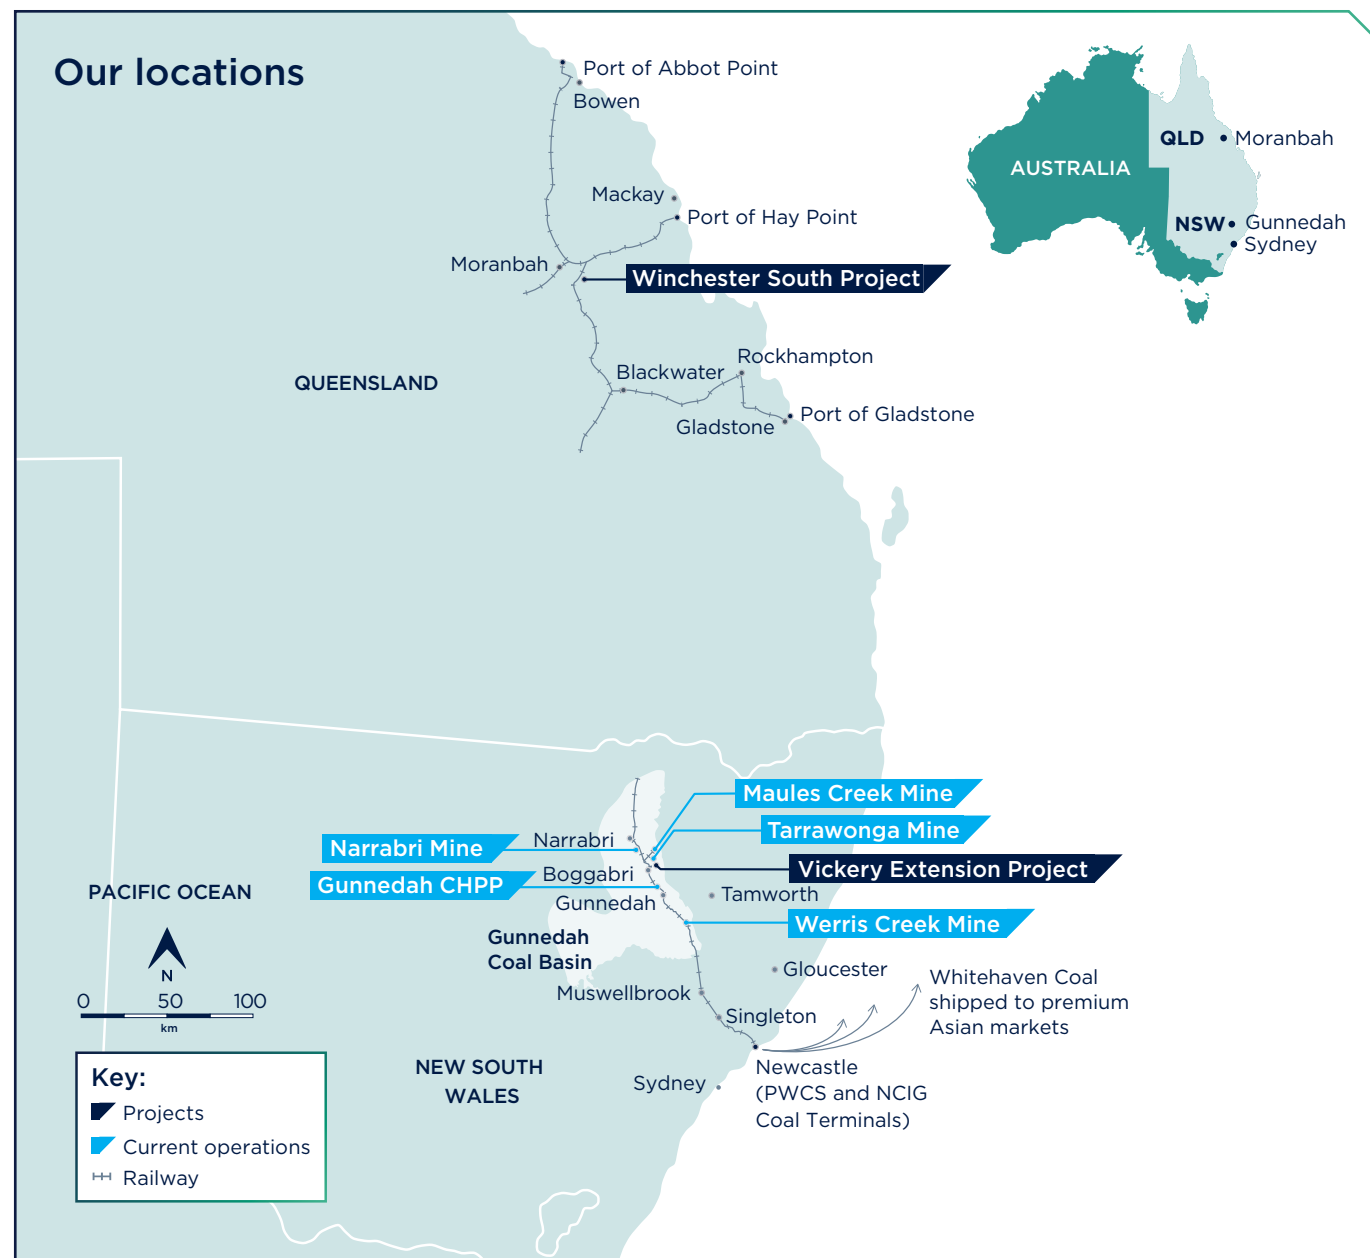 Our locations
Port of Abbot Point
Bowen
Mackay
Port of Hay Point
Moranbah
Winchester South Project
QUEENSLAND
Rockhampton
Blackwater
Port of Gladstone
Gladstone
AUSTRALIA
QLD
Moranbah
NSW
Gunnedah
Sydney
Maules Creek Mine
Tarrawonga Mine
Narrabri Mine
Narrabri
Vickery Extension Project
Boggabri
Gunnedah CHPP
Gunnedah
Tamworth
Werris Creek Mine
Gunnedah
Coal Basin
Gloucester
Muswellbrook
Singleton
Whitehaven Coal
shipped to premium
Asian markets
Newcastle
(PWCS and NCIG
Coal Terminals)
Sydney
NEW SOUTH
WALES
PACIFIC OCEAN
N
0 50 100
km
Key:
Projects
Current operations
Railway